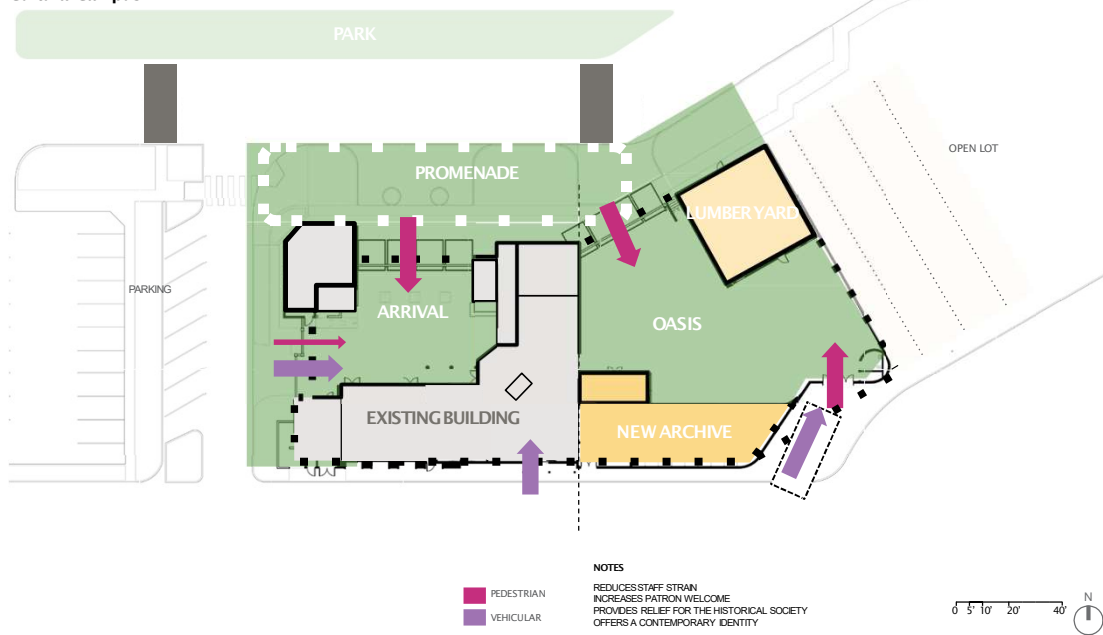 PARK
PROMENADE
OPEN LOT
LUMBER YARD
PARKING
ARRIVAL
OASIS
EXISTING BUILDING
NEW ARCHIVE
NOTES
PEDESTRIAN
VEHICULAR
REDUCES STAFF STRAIN
INCREASES PATRON WELCOME
PROVIDES RELIEF FOR THE HISTORICAL SOCIETY
OFFERS A CONTEMPORARY IDENTITY
0 5' 10' 20' 40'
N